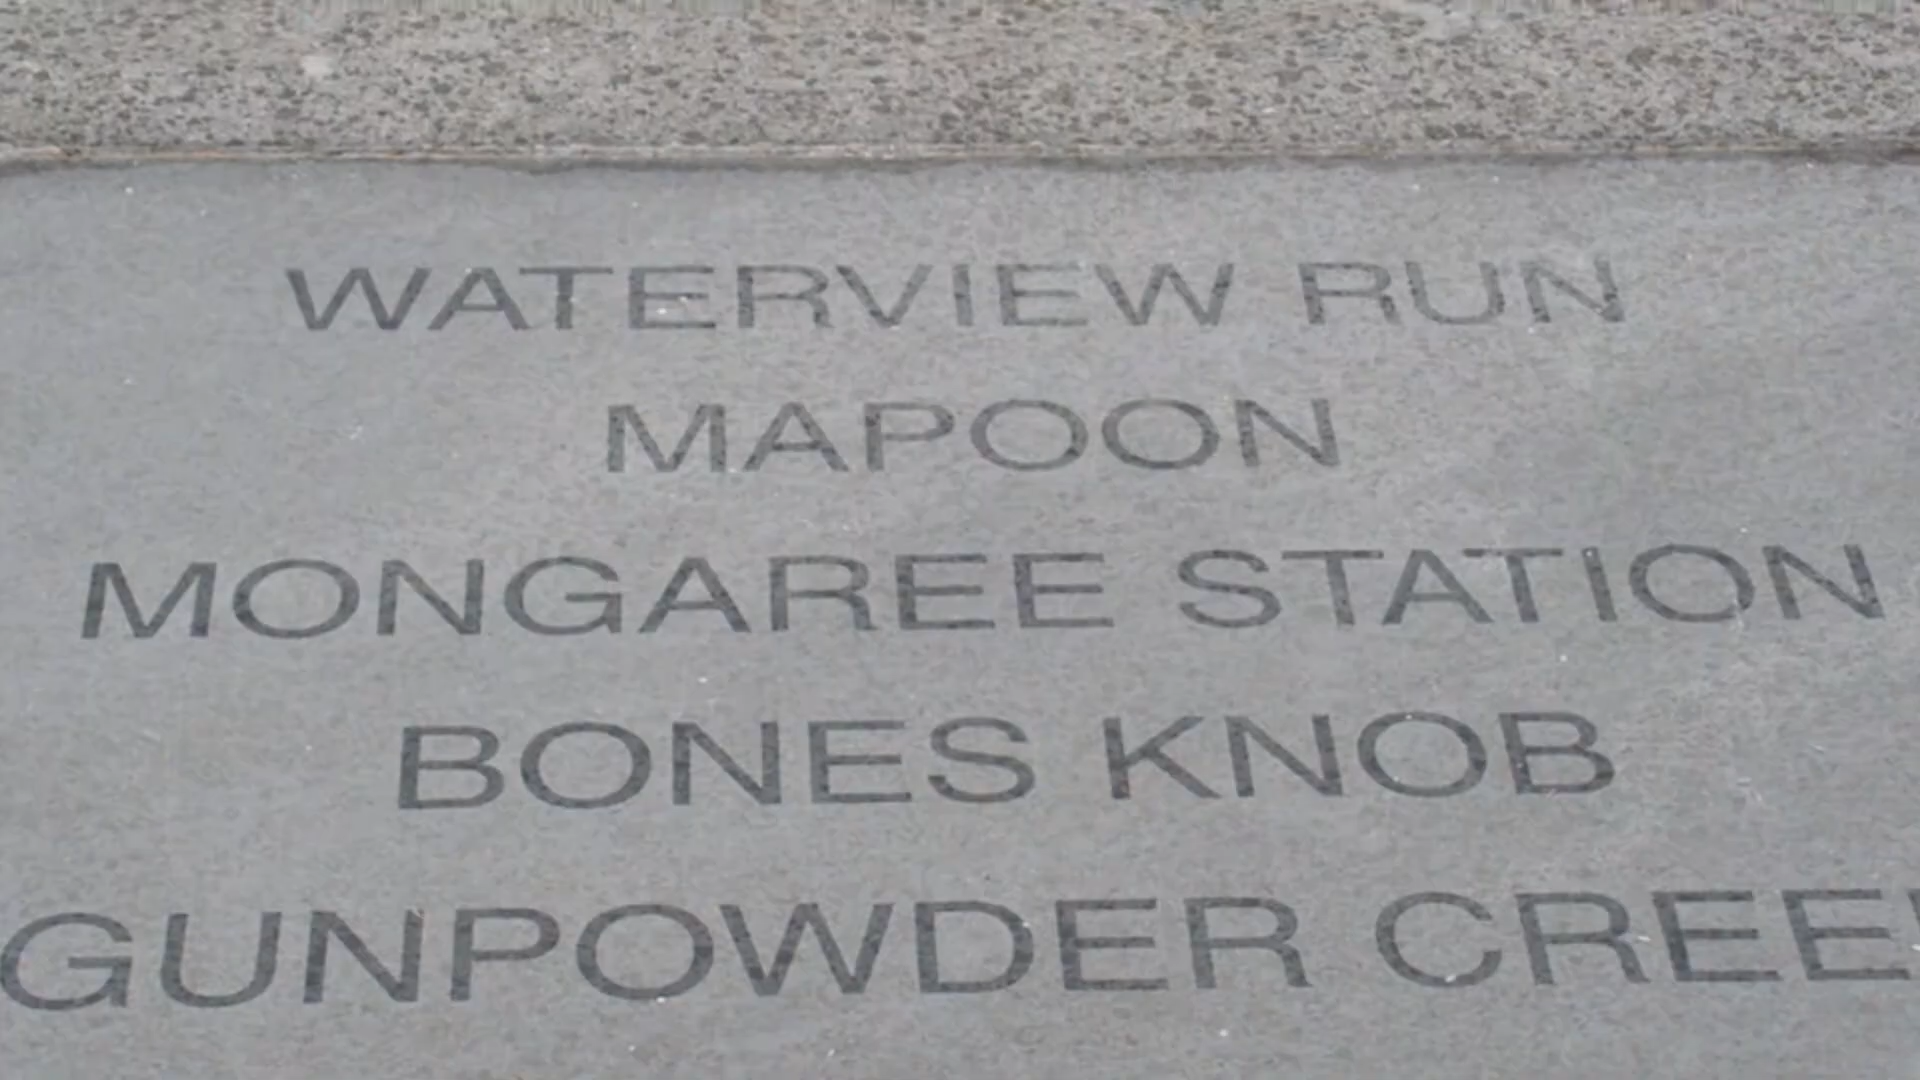 WATERVIEW RUN
MAPOON
MONGAREE STATION
BONES KNOB
GUNPOWDER CREE